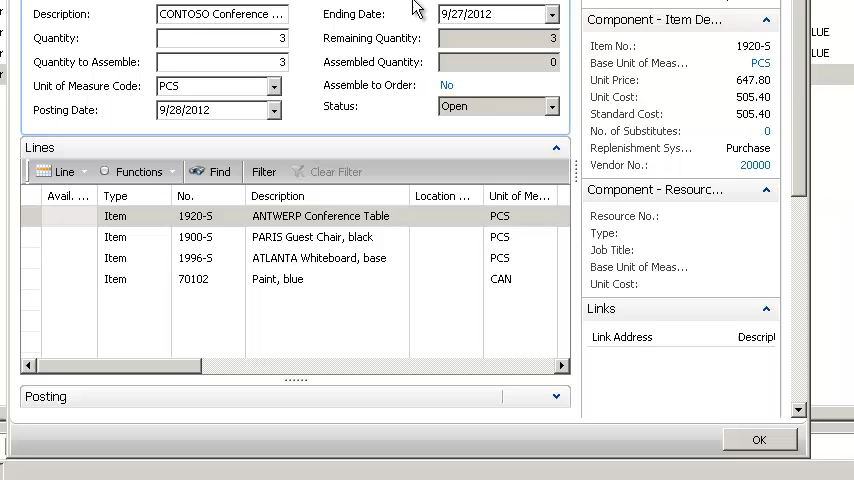 Description: CONTOSO Conference ... Ending Date: 9/27/2012
Quantity: 3 Remaining Quantity: 3
Quantity to Assemble: 3 Assembled Quantity: 0
Unit of Measure Code: PCS Assemble to Order: No
Posting Date: 9/28/2012 Status: Open
Lines
Line Functions Find Filter Clear Filter
Avail. ... Type No. Description Location ... Unit of Me...
Item 1920-S ANTWERP Conference Table PCS
Item 1900-S PARIS Guest Chair, black PCS
Item 1996-S ATLANTA Whiteboard, base PCS
Item 70102 Paint, blue CAN
Posting
Component - Item De...
Item No.: 1920-S
Base Unit of Meas... PCS
Unit Price: 647.80
Unit Cost: 505.40
Standard Cost: 505.40
No. of Substitutes: 0
Replenishment Sys... Purchase
Vendor No.: 20000
Component - Resourc...
Resource No.:
Type:
Job Title:
Base Unit of Meas...
Unit Cost:
Links
Link Address Descript
OK
LUE
LUE